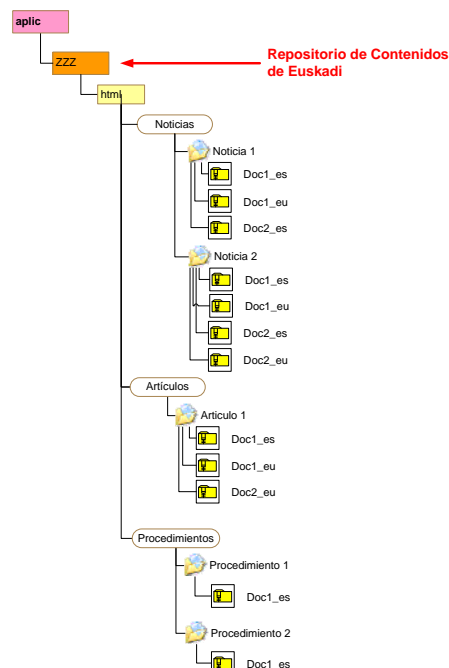 aplic
ZZZ
Repositorio de Contenidos
de Euskadi
html
Noticias
Noticia 1
Doc1_es
Doc1_eu
Doc2_es
Noticia 2
Doc1_es
Doc1_eu
Doc2_es
Doc2_eu
Artículos
Articulo 1
Doc1_es
Doc1_eu
Doc2_eu
Procedimientos
Procedimiento 1
Doc1_es
Procedimiento 2
Doc1_es